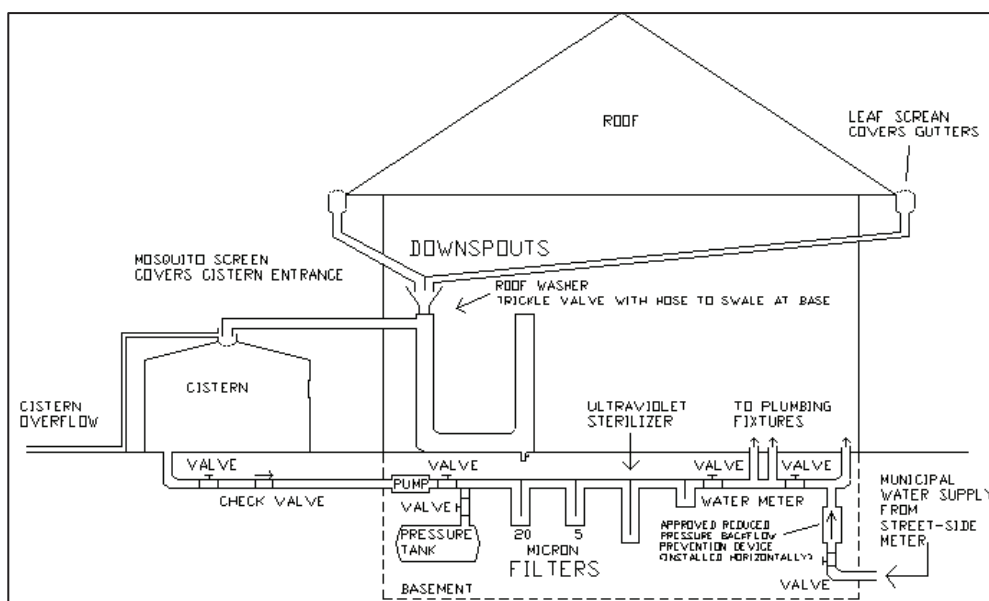 ROOF
LEAF SCREAN
COVERS GUTTERS
DOWNSPOUTS
MOSQUITO SCREEN
COVERS CISTERN ENTRANCE
ROOF WASHER
TRICKLE VALVE WITH HOSE TO SWALE AT BASE
CISTERN
CISTERN
OVERFLOW
ULTRAVIOLET
STERILIZER
TO PLUMBING
FIXTURES
VALVE
CHECK VALVE
PUMP
VALVE
VALVE
PRESSURE
TANK
20
5
MICRON
FILTERS
VALVE
WATER METER
VALVE
APPROVED REDUCED
PRESSURE BACKFLOW
PREVENTION DEVICE
(INSTALLED HORIZONTALLY)
MUNICIPAL
WATER SUPPLY
FROM
STREET-SIDE
METER
VALVE
BASEMENT